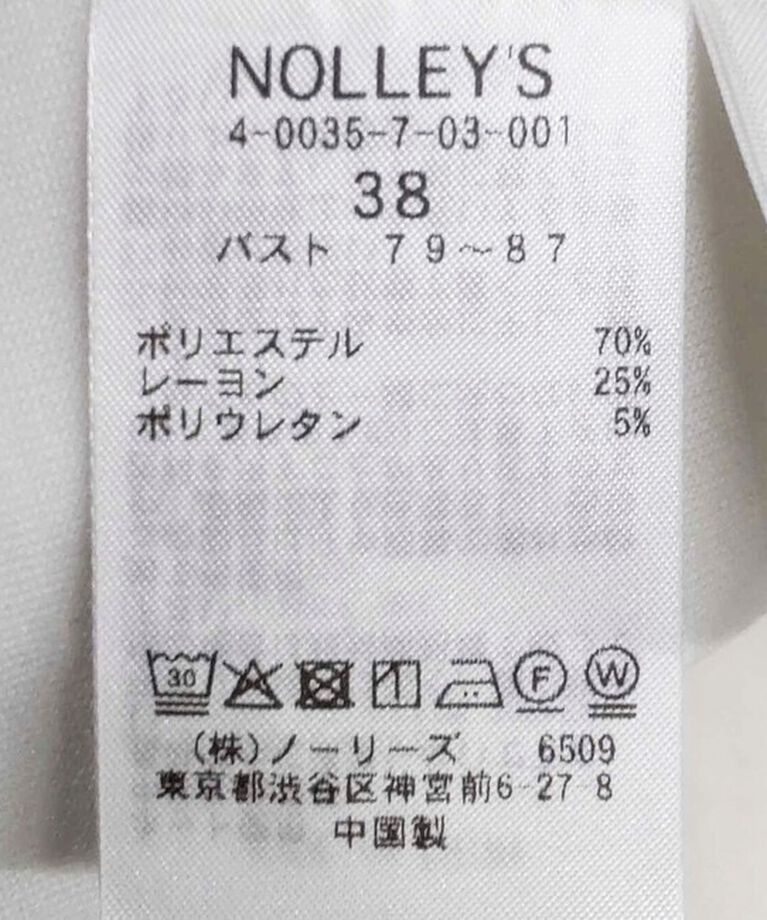 NOLLEY'S
4-0035-7-03-001
38
バスト 79~87
ポリエステル 70%
レーヨン 25%
ポリウレタン 5%
30 F W
(株)ノーリーズ 6509
東京都渋谷区神宮前6-27-8
中国製